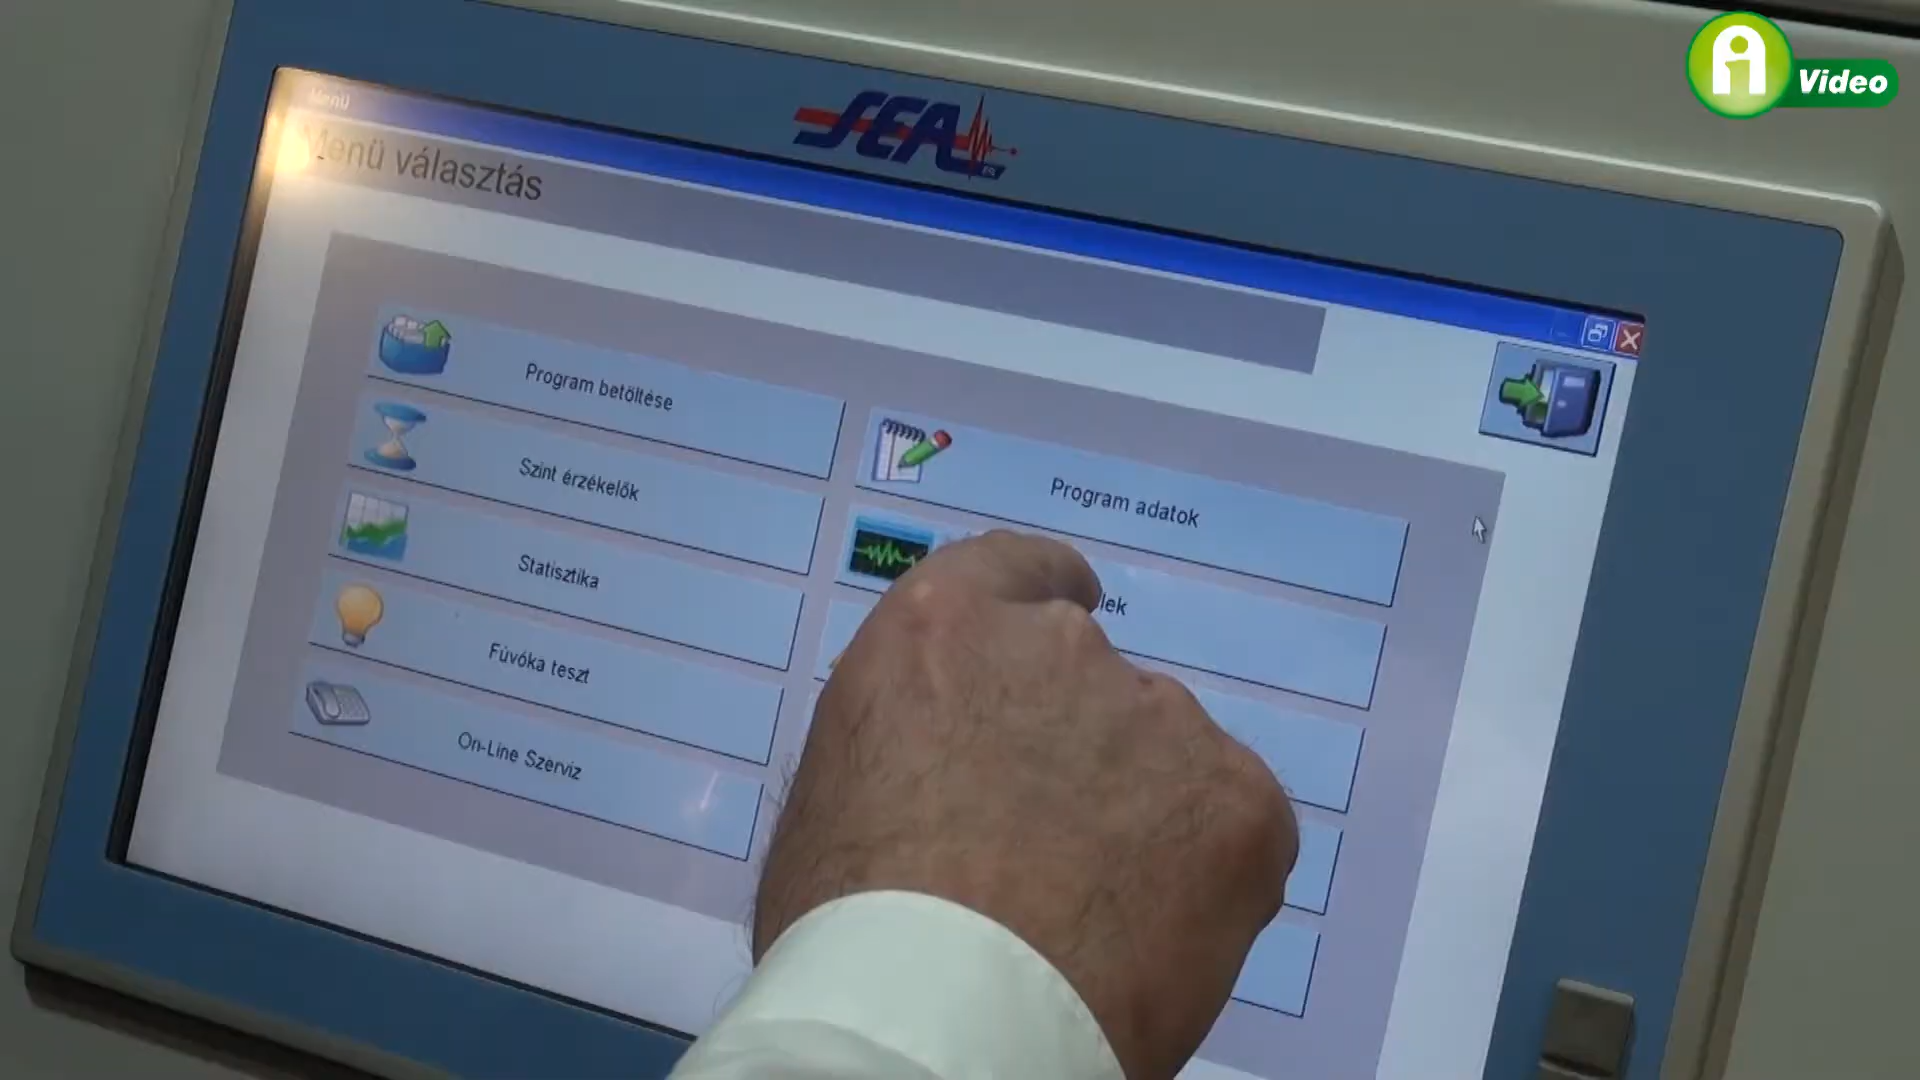 Video
SEA
Menü
Menü választás
Program betöltése
Szint érzékelők
Statisztika
Fúvóka teszt
On-Line Szerviz
Program adatok